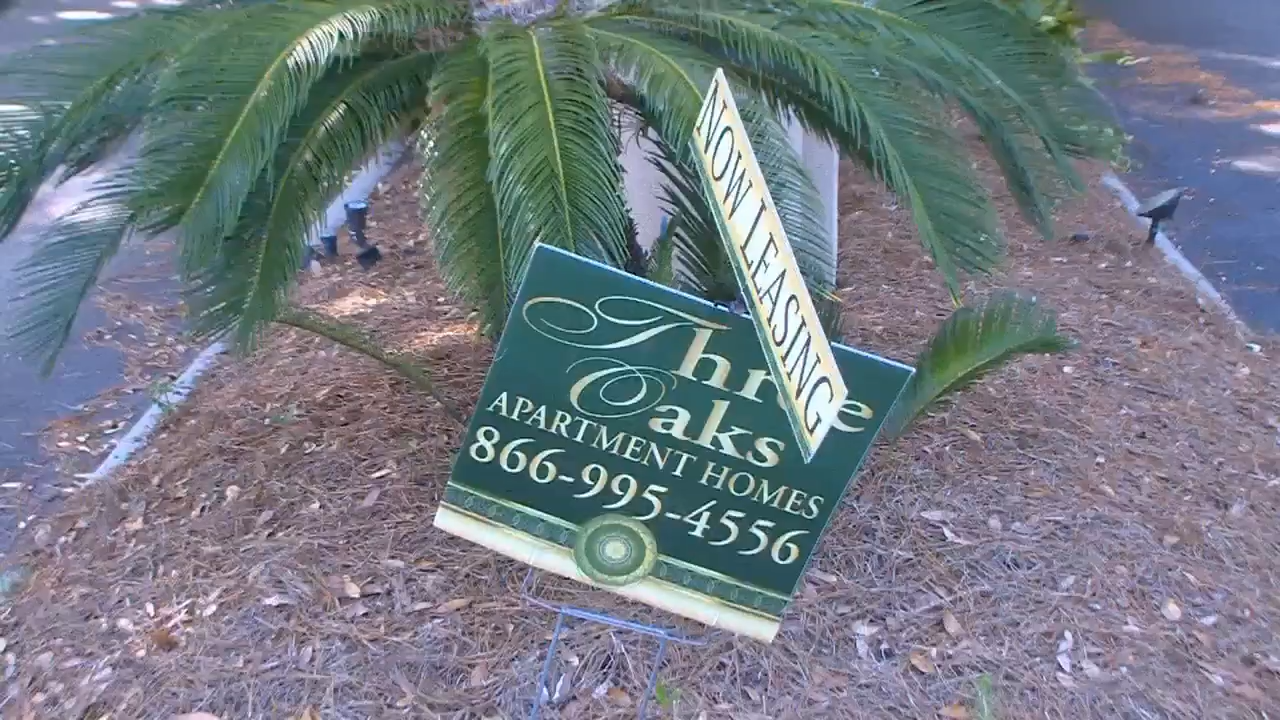 NOW LEASING
Three
Oaks
APARTMENT HOMES
866-995-4556